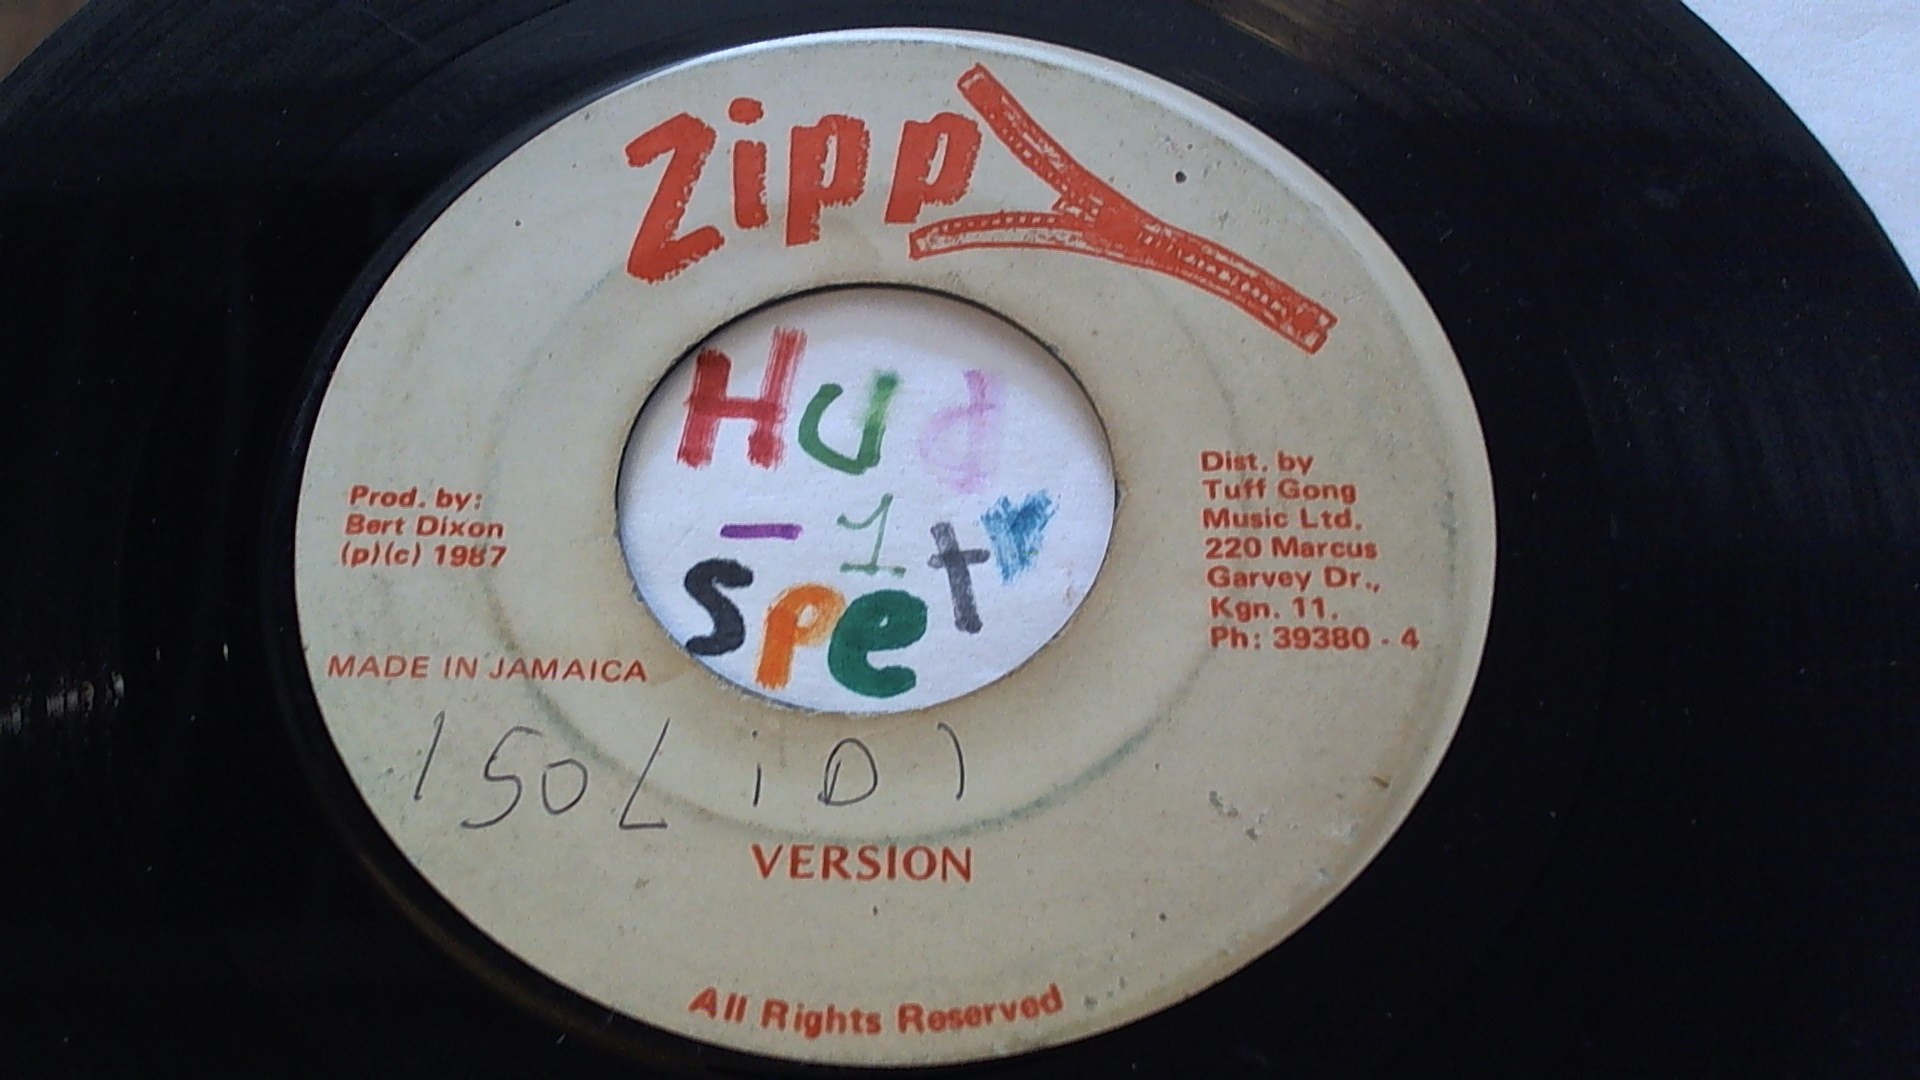 Zippy
Hud
- 1
spet
Prod. by:
Bert Dixon
(p)(c) 1987
MADE IN JAMAICA
Dist. by
Tuff Gong
Music Ltd.
220 Marcus
Garvey Dr.,
Kgn. 11.
Ph: 39380 - 4
VERSION
All Rights Reserved